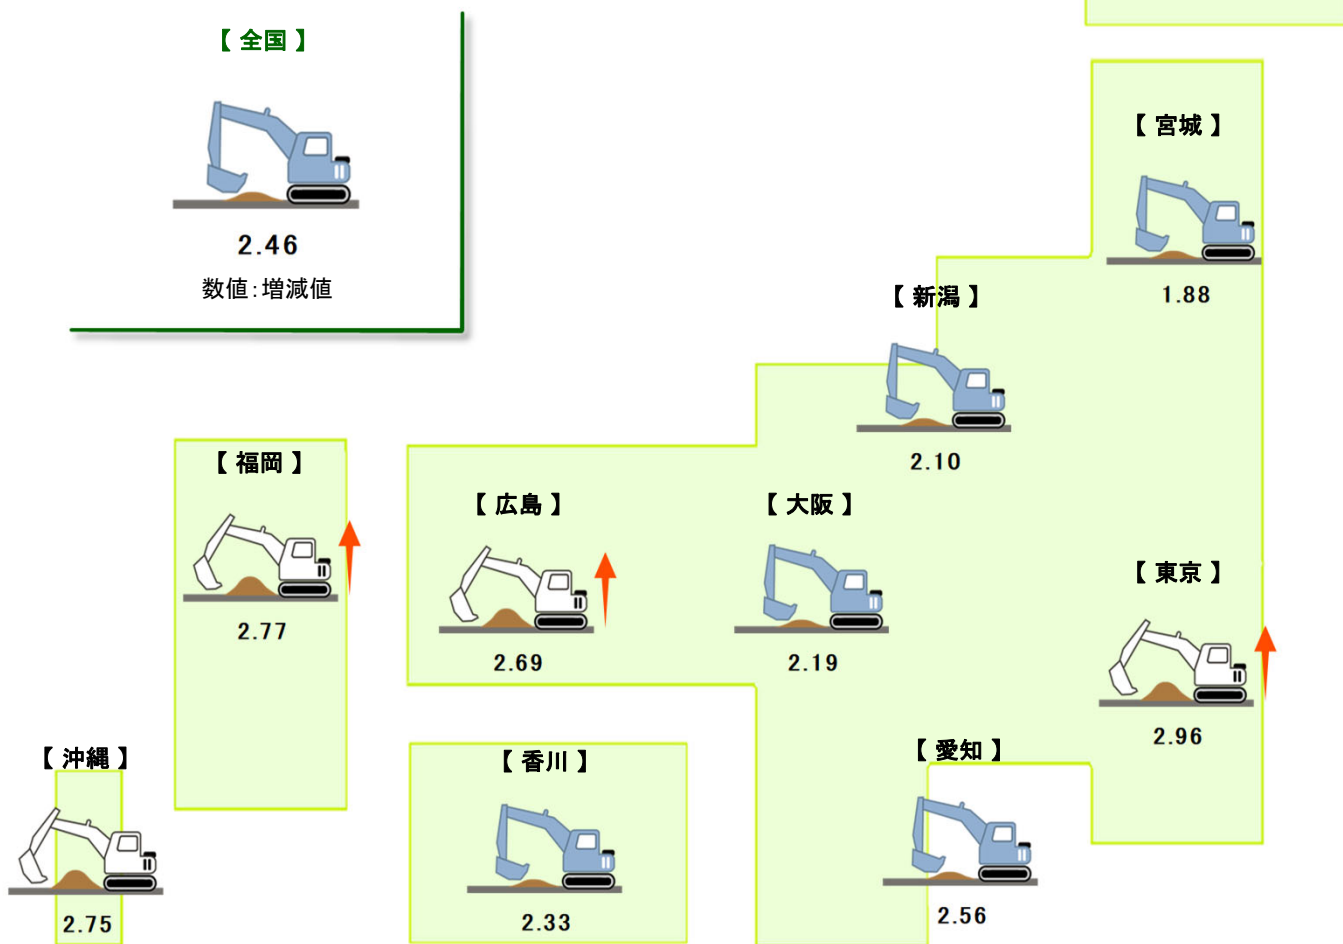 【 全国 】
2.46
数値:増減値
【 宮城 】
1.88
【 新潟 】
2.10
【 福岡 】
2.77
【 広島 】
2.69
【 大阪 】
2.19
【 東京 】
2.96
【 沖縄 】
2.75
【 香川 】
2.33
【 愛知 】
2.56